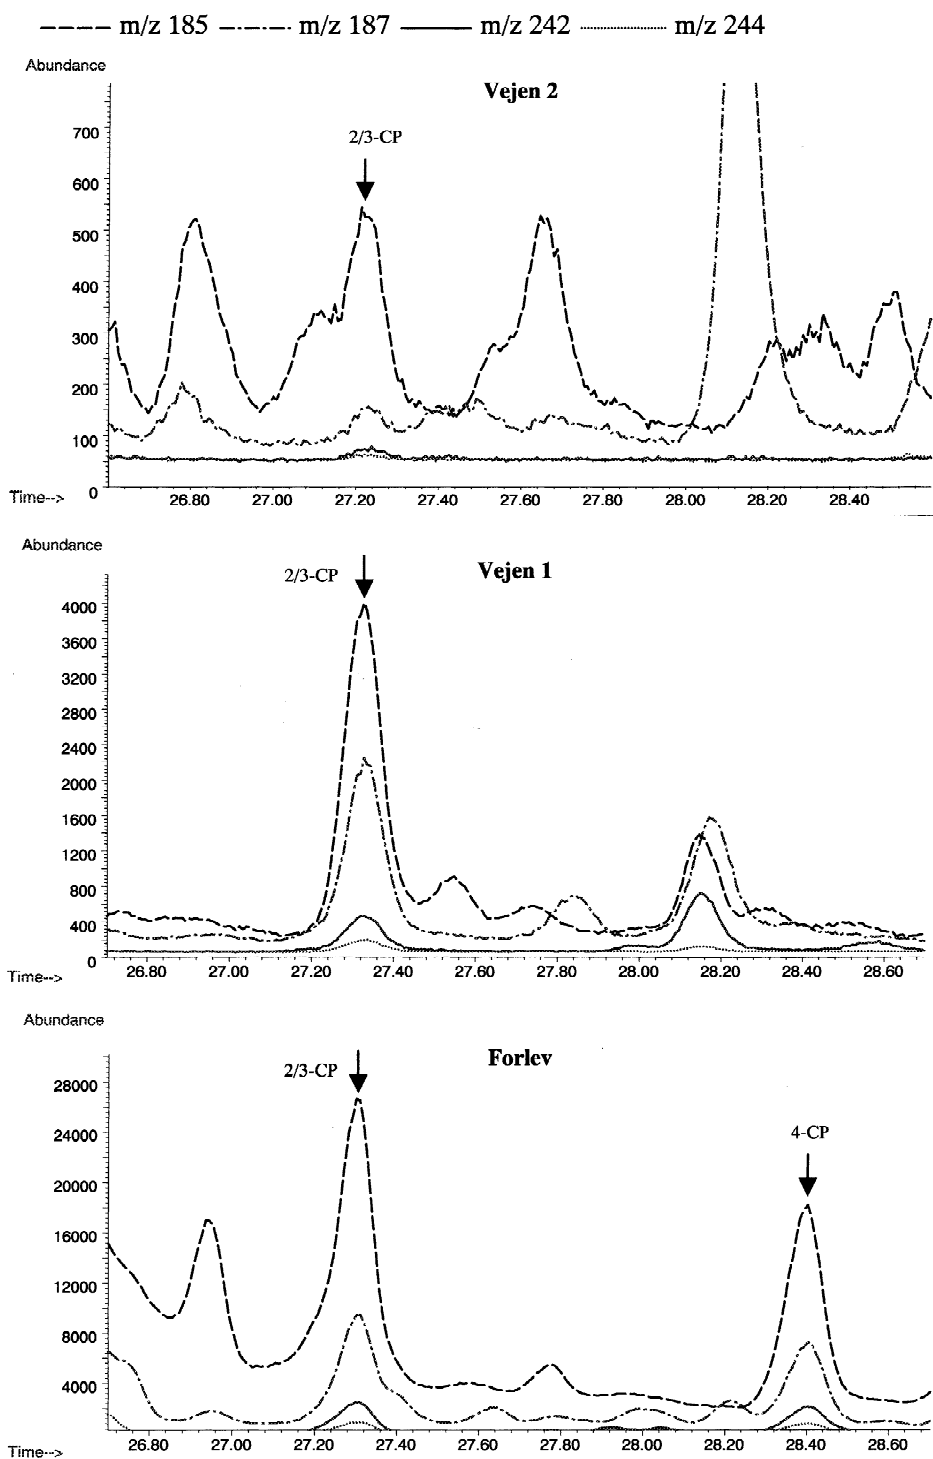 m/z 185 m/z 187 m/z 242 m/z 244
Abundance
Vejen 2
2/3-CP
700
600
500
400
300
200
100
0
Time-->
26.80 27.00 27.20 27.40 27.60 27.80 28.00 28.20 28.40
Abundance
Vejen 1
2/3-CP
4000
3600
3200
2800
2400
2000
1600
1200
800
400
0
Time-->
26.80 27.00 27.20 27.40 27.60 27.80 28.00 28.20 28.40 28.60
Abundance
Forlev
2/3-CP
28000
24000
4-CP
20000
16000
12000
8000
4000
Time-->
26.80 27.00 27.20 27.40 27.60 27.80 28.00 28.20 28.40 28.60